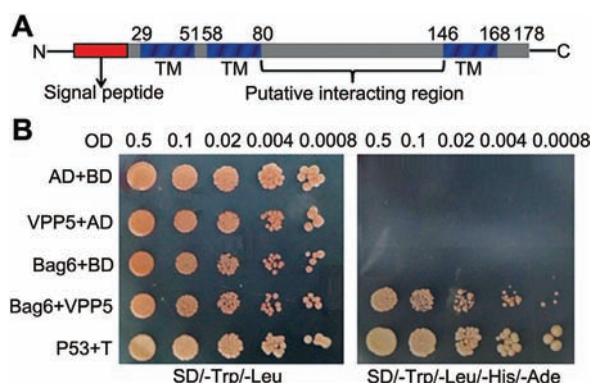 A
29 51 58 80 146 168 178
N C
TM TM TM
Signal peptide Putative interacting region
B
OD 0.5 0.1 0.02 0.004 0.0008 0.5 0.1 0.02 0.004 0.0008
AD+BD
VPP5+AD
Bag6+BD
Bag6+VPP5
P53+T
SD/-Trp/-Leu SD/-Trp/-Leu/-His/-Ade